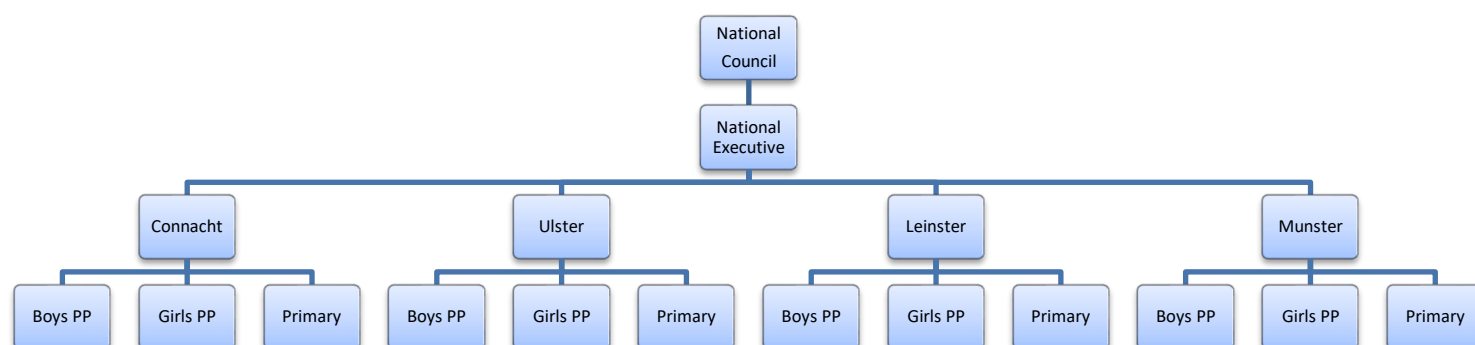 National
Council
National
Executive
Connacht
Ulster
Leinster
Munster
Boys PP
Girls PP
Primary
Boys PP
Girls PP
Primary
Boys PP
Girls PP
Primary
Boys PP
Girls PP
Primary